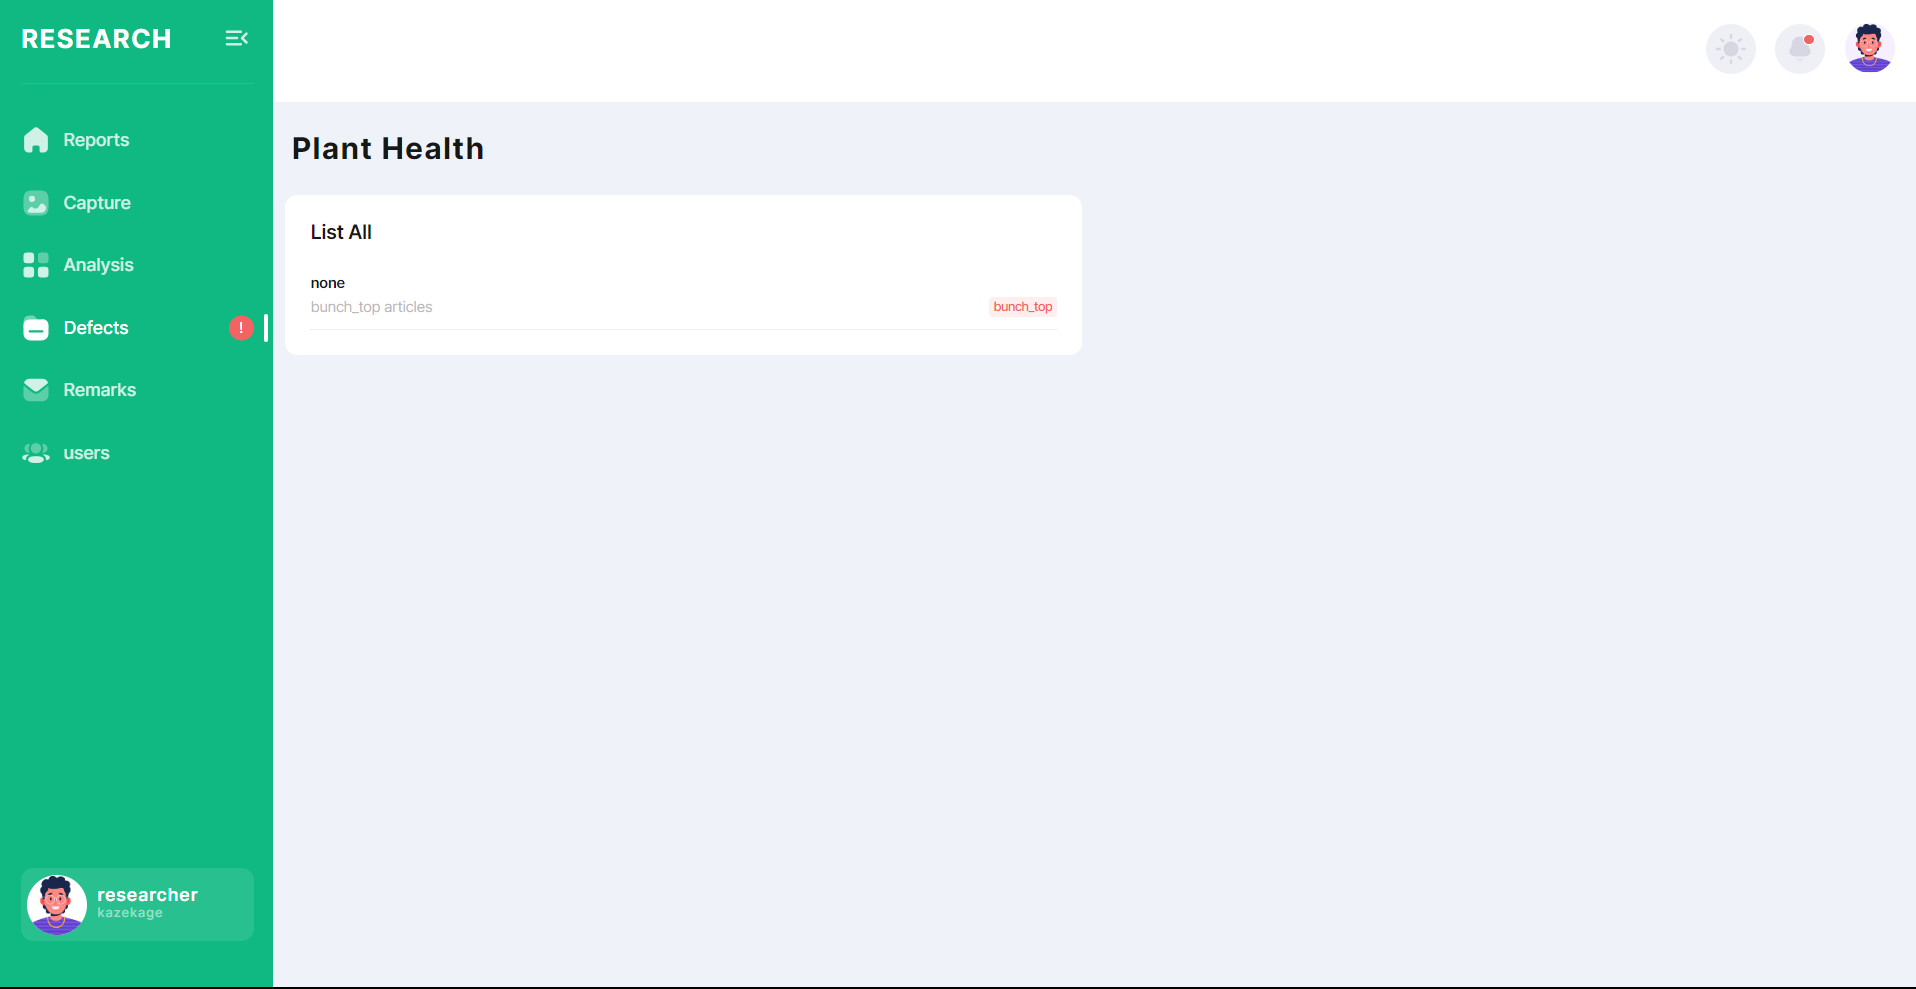 RESEARCH
Reports
Capture
Analysis
Defects !
Remarks
users
researcher
kazekage
Plant Health
List All
none
bunch_top articles bunch_top